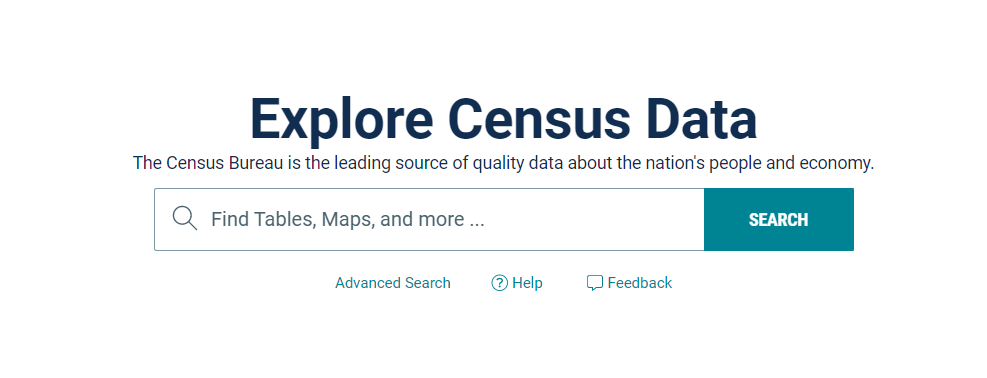 Explore Census Data
The Census Bureau is the leading source of quality data about the nation's people and economy.
Find Tables, Maps, and more ...
SEARCH
Advanced Search
Help
Feedback